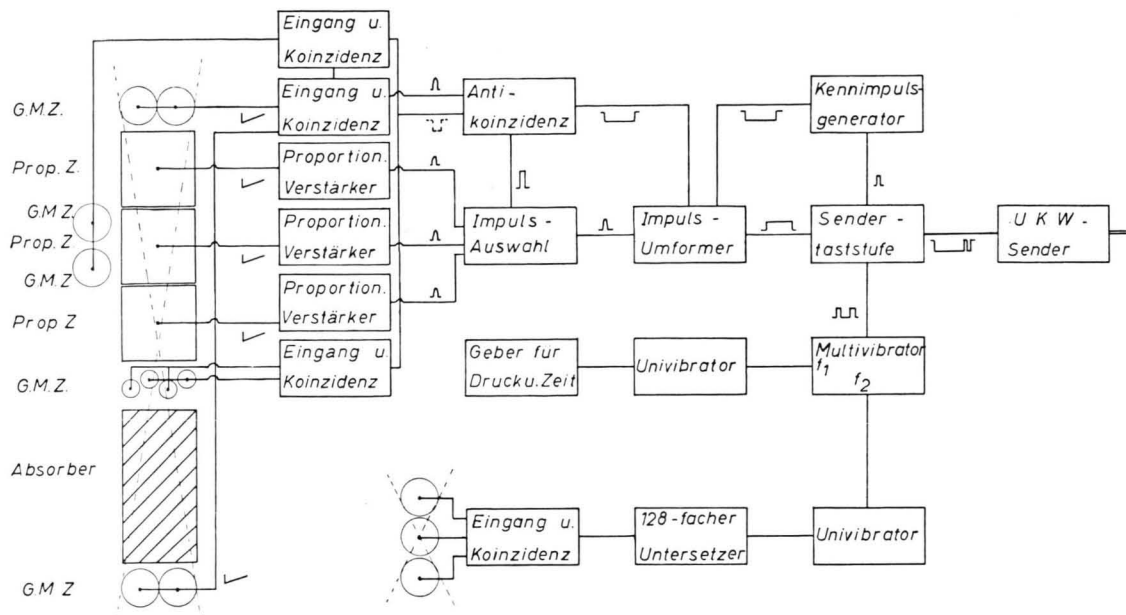 Eingang u.
Koinzidenz
G.M.Z.
Eingang u.
Koinzidenz
Anti-
koinzidenz
Kennimpuls-
generator
Prop. Z.
Proportion.
Verstärker
G.M Z.
Prop. Z.
G.M.Z
Proportion.
Verstärker
Impuls-
Auswahl
Impuls -
Umformer
Sender -
taststufe
U K W -
Sender
Prop Z
Proportion.
Verstärker
G.M.Z.
Eingang u.
Koinzidenz
Geber für
Druck u. Zeit
Univibrator
Multivibrator
f1
f2
Absorber
Eingang u.
Koinzidenz
128-facher
Untersetzer
Univibrator
G.M Z